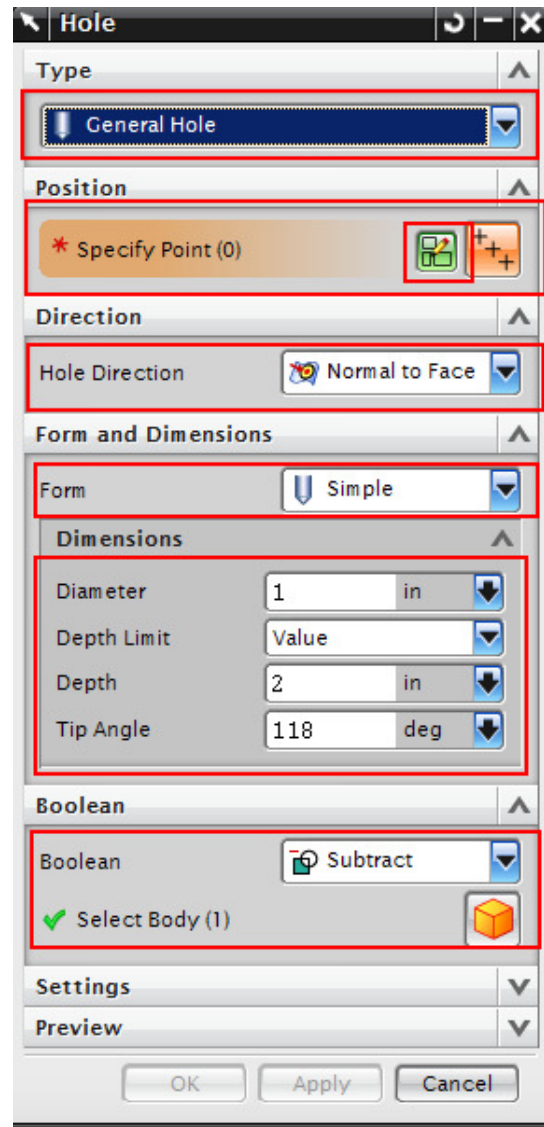 Hole
Type
General Hole
Position
* Specify Point (0)
Direction
Hole Direction Normal to Face
Form and Dimensions
Form Simple
Dimensions
Diameter 1 in
Depth Limit Value
Depth 2 in
Tip Angle 118 deg
Boolean
Boolean Subtract
Select Body (1)
Settings
Preview
OK Apply Cancel